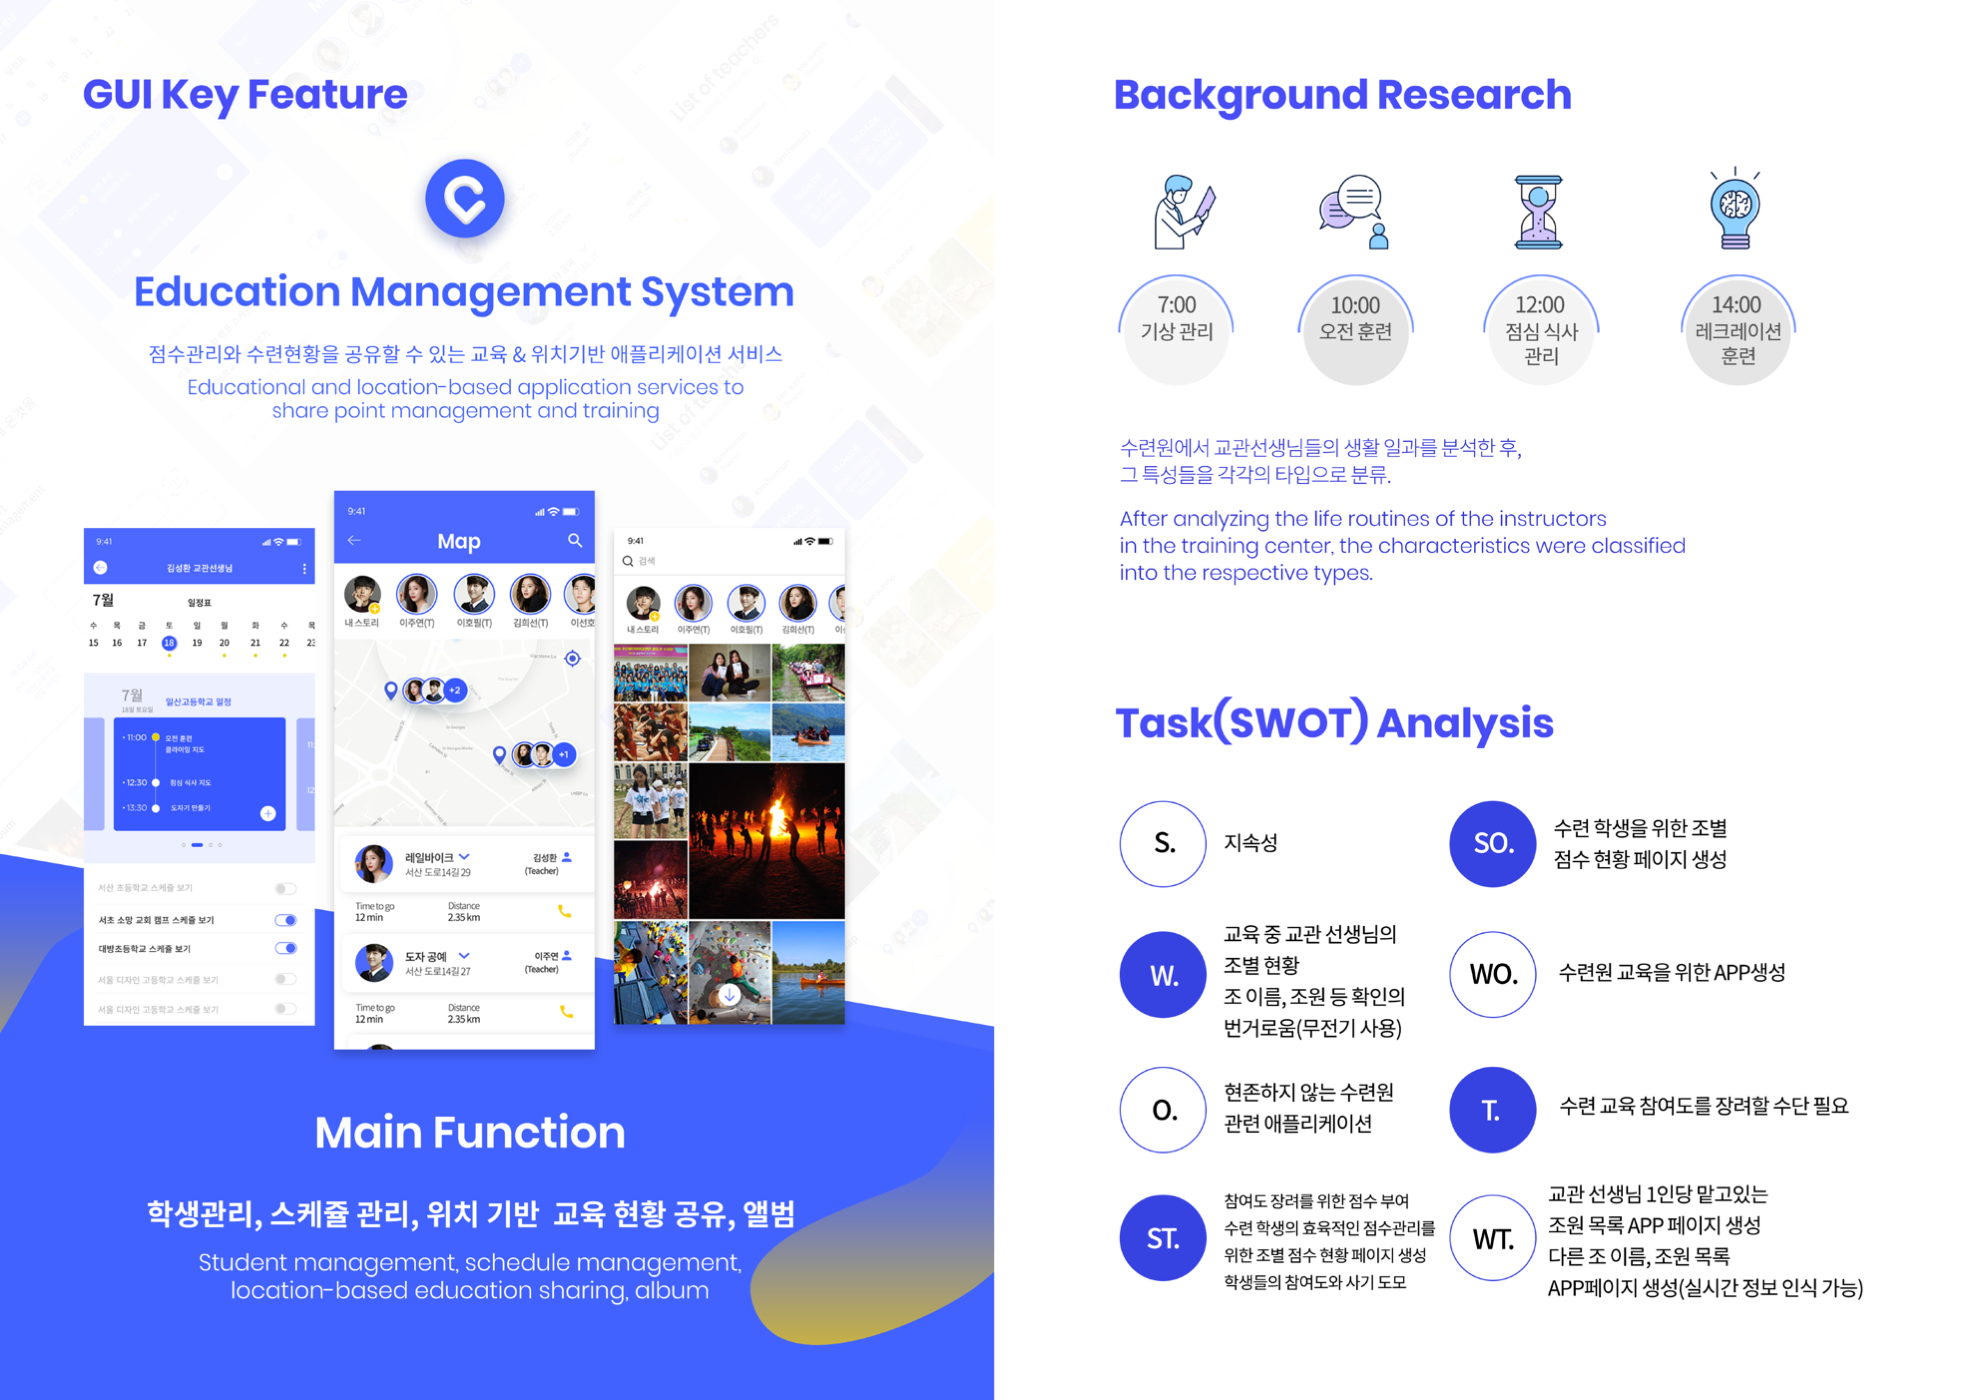 GUI Key Feature
Education Management System
점수관리와 수련현황을 공유할 수 있는 교육 & 위치기반 애플리케이션 서비스
Educational and location-based application services to
share point management and training
9:41
김성환 교관선생님
7월
일정표
수 목 금 토 일 월 화 수 목
15 16 17 18 19 20 21 22 23
7월
18일 토요일
일산고등학교 일정
• 11:00 오전 훈련
클라이밍 지도
• 12:30 점심 식사 지도
• 13:30 도자기 만들기
서산 초등학교 스케쥴 보기
서초 소망 교회 캠프 스케쥴 보기
대방초등학교 스케쥴 보기
서울 디자인 고등학교 스케쥴 보기
서울 디자인 고등학교 스케쥴 보기
9:41
Map
내 스토리 이주연(T) 이호필(T) 김희선(T) 이선호
+2
+1
레일바이크
서산 도로14길 29
김성환
(Teacher)
Time to go
12 min
Distance
2.35 km
도자 공예
서산 도로14길 27
이주연
(Teacher)
Time to go
12 min
Distance
2.35 km
9:41
검색
내 스토리 이주연(T) 이호필(T) 김희선(T)
Main Function
학생관리, 스케쥴 관리, 위치 기반 교육 현황 공유, 앨범
Student management, schedule management,
location-based education sharing, album
Background Research
7:00
기상 관리
10:00
오전 훈련
12:00
점심 식사
관리
14:00
레크레이션
훈련
수련원에서 교관선생님들의 생활 일과를 분석한 후,
그 특성들을 각각의 타입으로 분류.
After analyzing the life routines of the instructors
in the training center, the characteristics were classified
into the respective types.
Task(SWOT) Analysis
S.
지속성
SO.
수련 학생을 위한 조별
점수 현황 페이지 생성
W.
교육 중 교관 선생님의
조별 현황
조 이름, 조원 등 확인의
번거로움(무전기 사용)
WO.
수련원 교육을 위한 APP생성
O.
현존하지 않는 수련원
관련 애플리케이션
T.
수련 교육 참여도를 장려할 수단 필요
ST.
참여도 장려를 위한 점수 부여
수련 학생의 효육적인 점수관리를
위한 조별 점수 현황 페이지 생성
학생들의 참여도와 사기 도모
WT.
교관 선생님 1인당 맡고있는
조원 목록 APP 페이지 생성
다른 조 이름, 조원 목록
APP페이지 생성(실시간 정보 인식 가능)